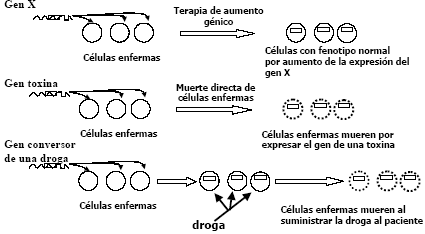 Gen X
Terapia de aumento
génico
Células enfermas
Células con fenotipo normal
por aumento de la expresión del
gen X
Gen toxina
Muerte directa de
células enfermas
Células enfermas
Células enfermas mueren por
expresar el gen de una toxina
Gen conversor
de una droga
Células enfermas
droga
Células enfermas mueren al
suministrar la droga al paciente